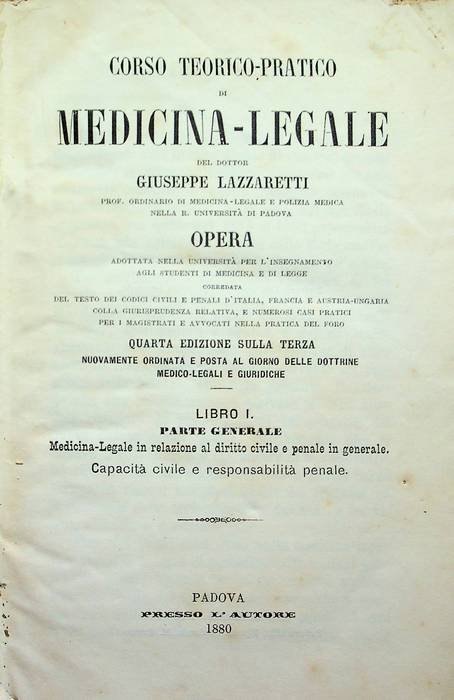 CORSO TEORICO-PRATICO
DI
MEDICINA-LEGALE
DEL DOTTOR
GIUSEPPE LAZZARETTI
PROF. ORDINARIO DI MEDICINA-LEGALE E POLIZIA MEDICA
NELLA R. UNIVERSITÀ DI PADOVA
OPERA
ADOTTATA NELLA UNIVERSITÀ PER L'INSEGNAMENTO
AGLI STUDENTI DI MEDICINA E DI LEGGE
CORREDATA
DEL TESTO DEI CODICI CIVILI E PENALI D'ITALIA, FRANCIA E AUSTRIA-UNGARIA
COLLA GIURISPRUDENZA RELATIVA, E NUMEROSI CASI PRATICI
PER I MAGISTRATI E AVVOCATI NELLA PRATICA DEL FORO
QUARTA EDIZIONE SULLA TERZA
NUOVAMENTE ORDINATA E POSTA AL GIORNO DELLE DOTTRINE
MEDICO-LEGALI E GIURIDICHE
LIBRO I.
PARTE GENERALE
Medicina-Legale in relazione al diritto civile e penale in generale.
Capacità civile e responsabilità penale.
PADOVA
PRESSO L'AUTORE
1880